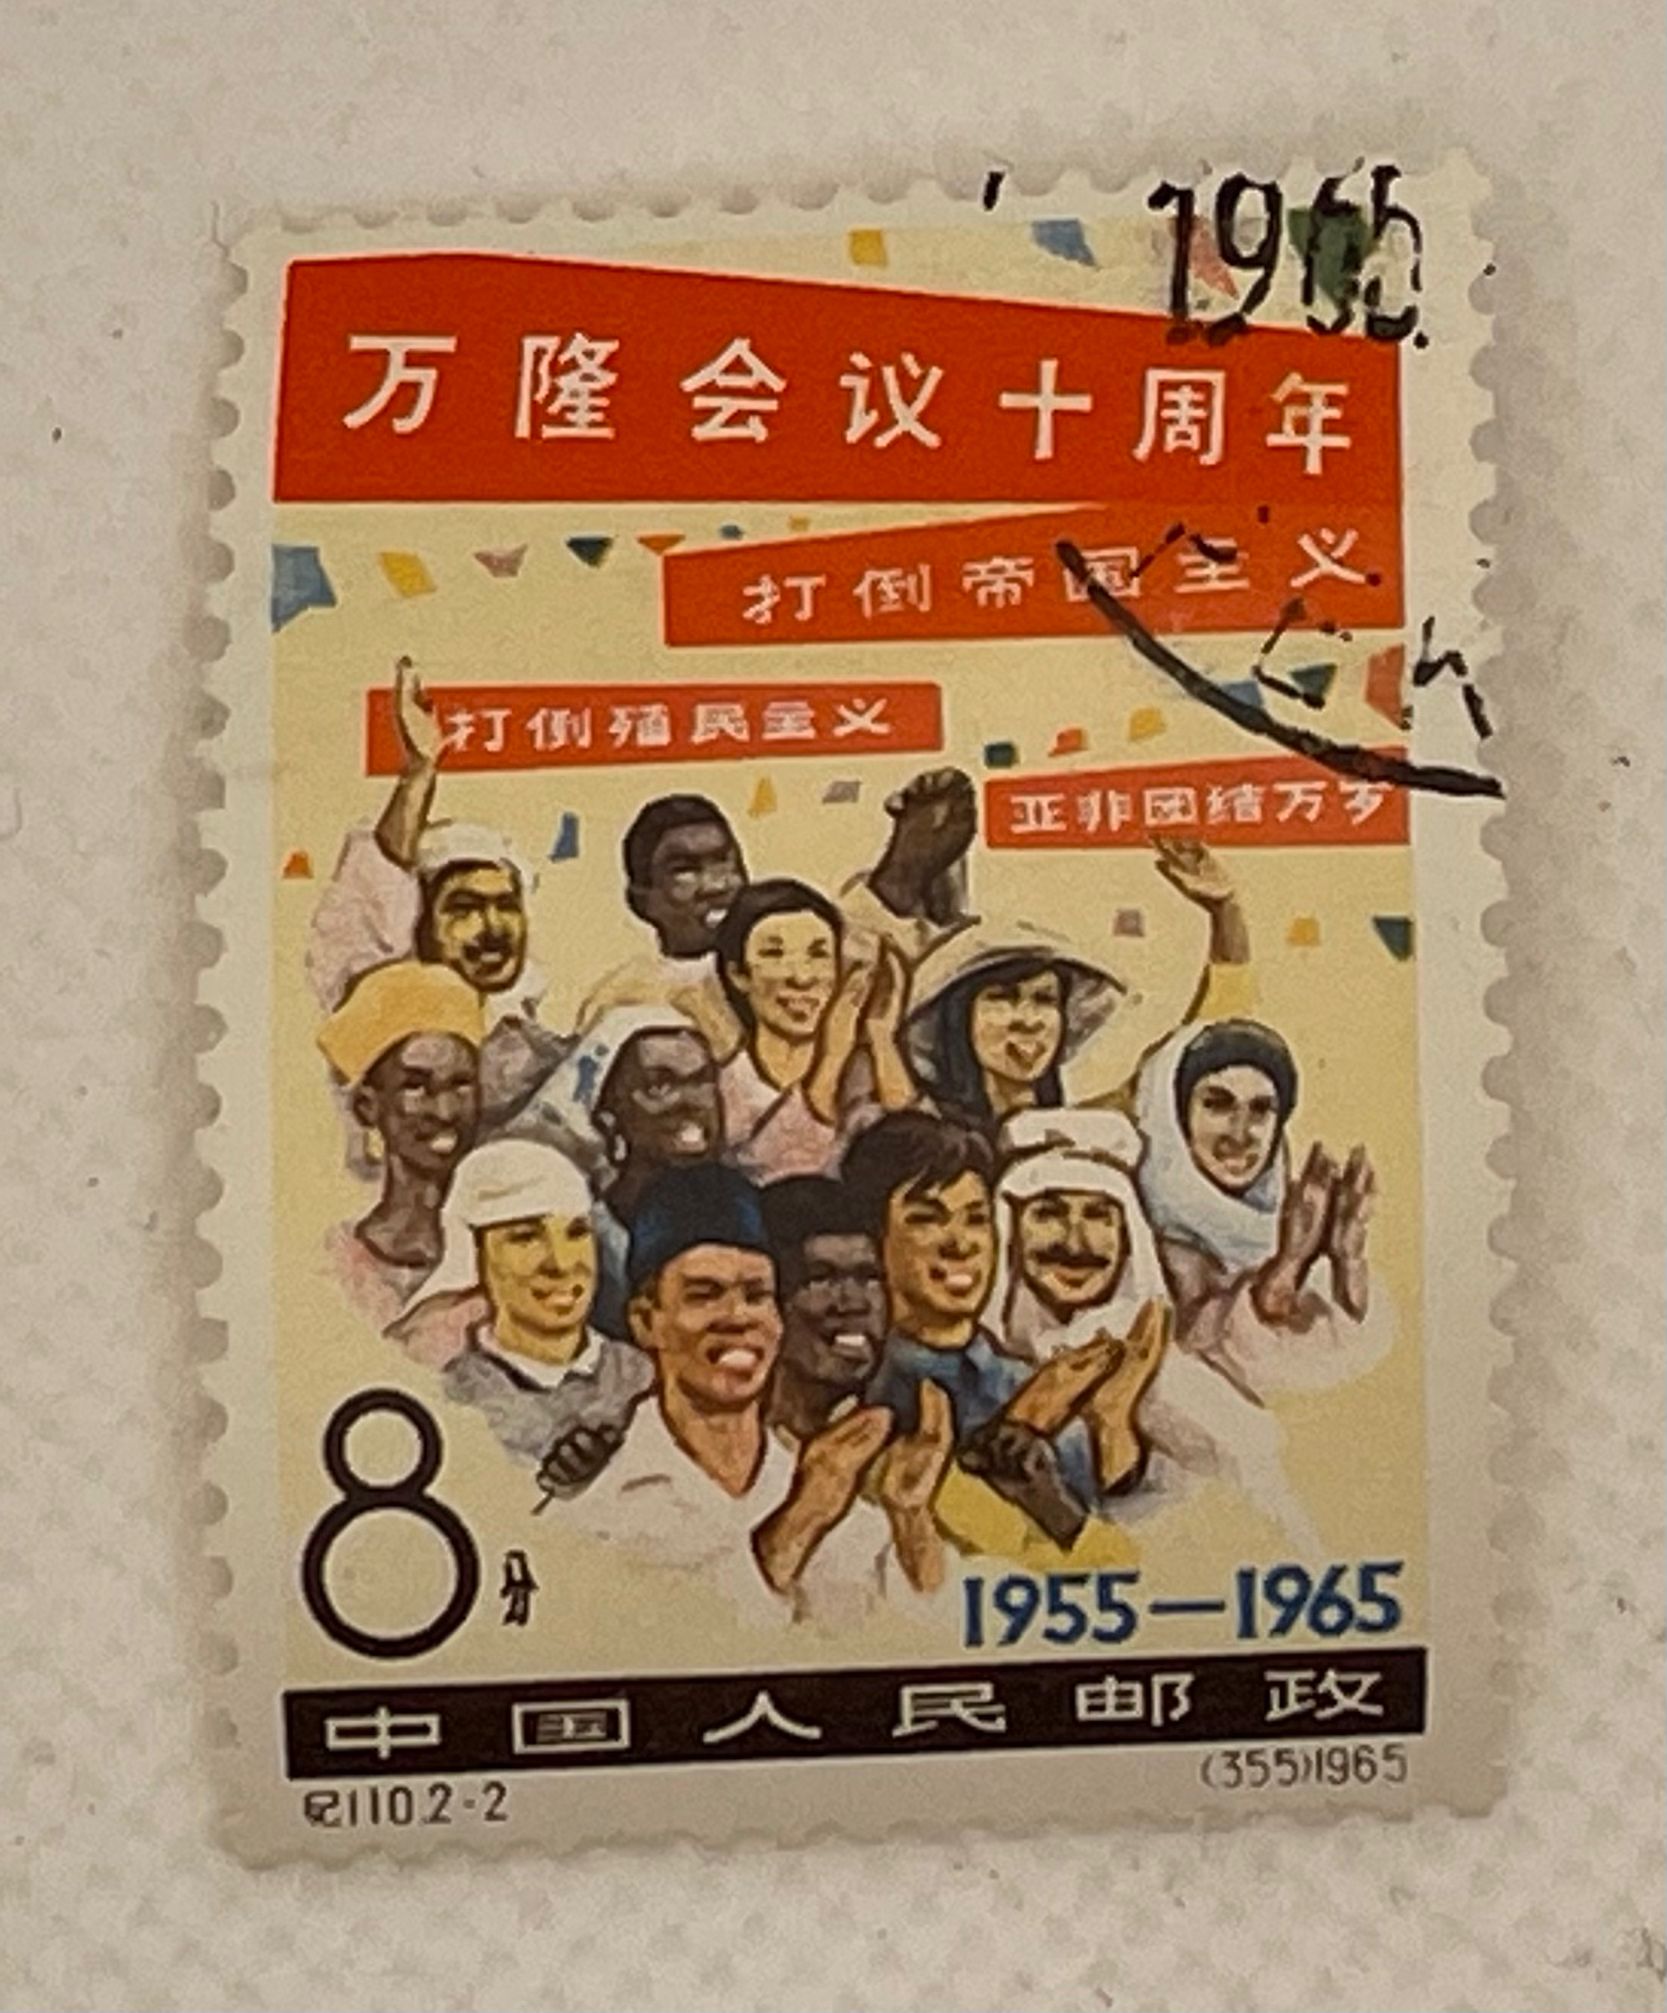 万隆会议十周年
打倒帝国主义
打倒殖民主义
亚非团结万岁
8分
1955—1965
中国人民邮政
纪110.2-2
(355)1965